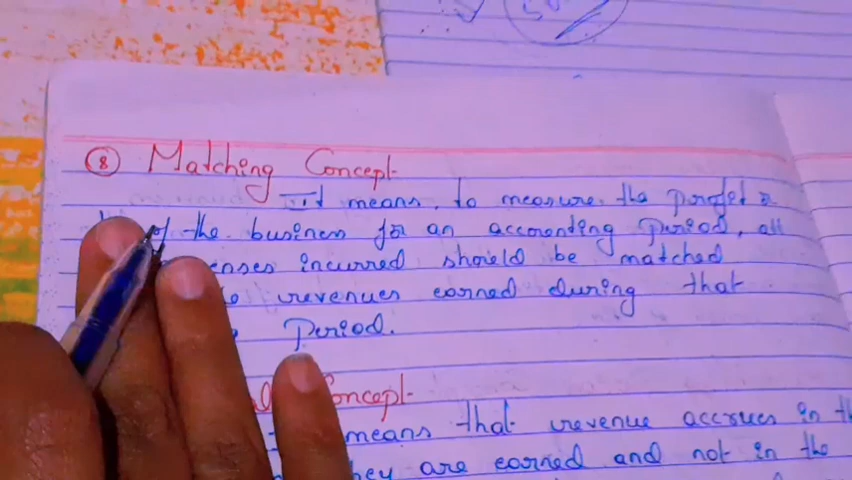 8 Matching Concept
It means, to measure the profit &
of the business for an accounting period, all
enses incurred should be matched
revenues earned during that
Period.
Concept
means that revenue accrues in th
hey are earned and not in the